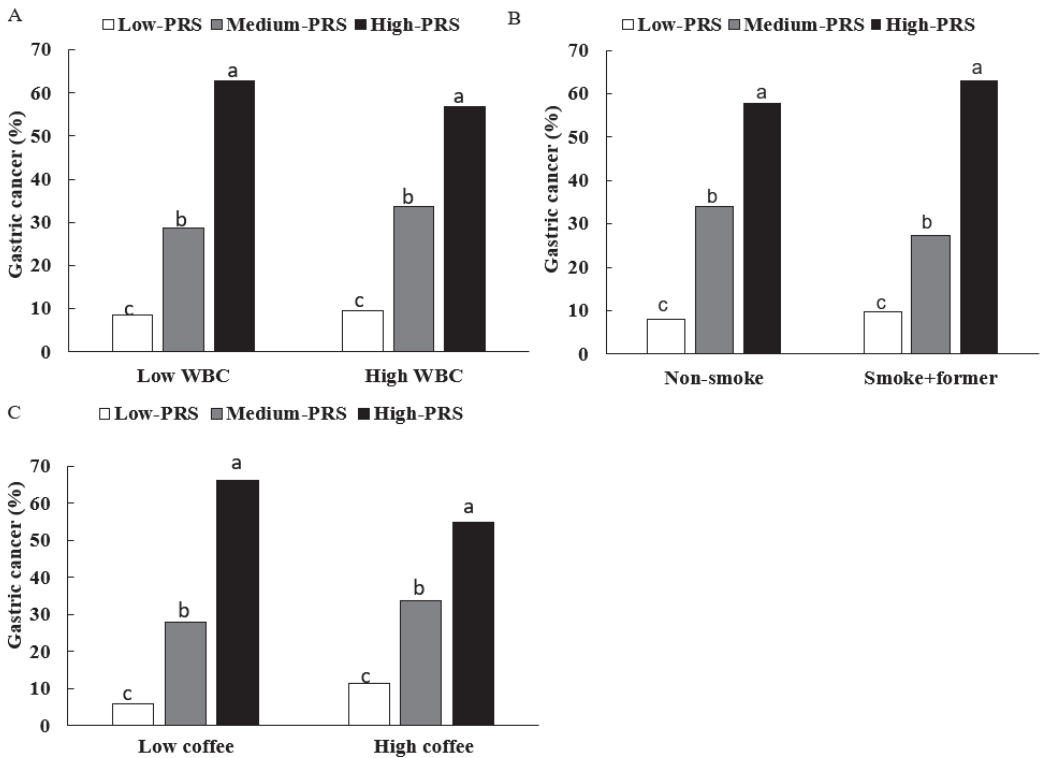 A
Low-PRS Medium-PRS High-PRS
Gastric cancer (%)
70
60
50
40
30
20
10
0
a
b
c
a
b
c
Low WBC High WBC
B
Low-PRS Medium-PRS High-PRS
Gastric cancer (%)
70
60
50
40
30
20
10
0
a
b
c
a
b
c
Non-smoke Smoke+former
C
Low-PRS Medium-PRS High-PRS
Gastric cancer (%)
70
60
50
40
30
20
10
0
a
b
c
a
b
c
Low coffee High coffee